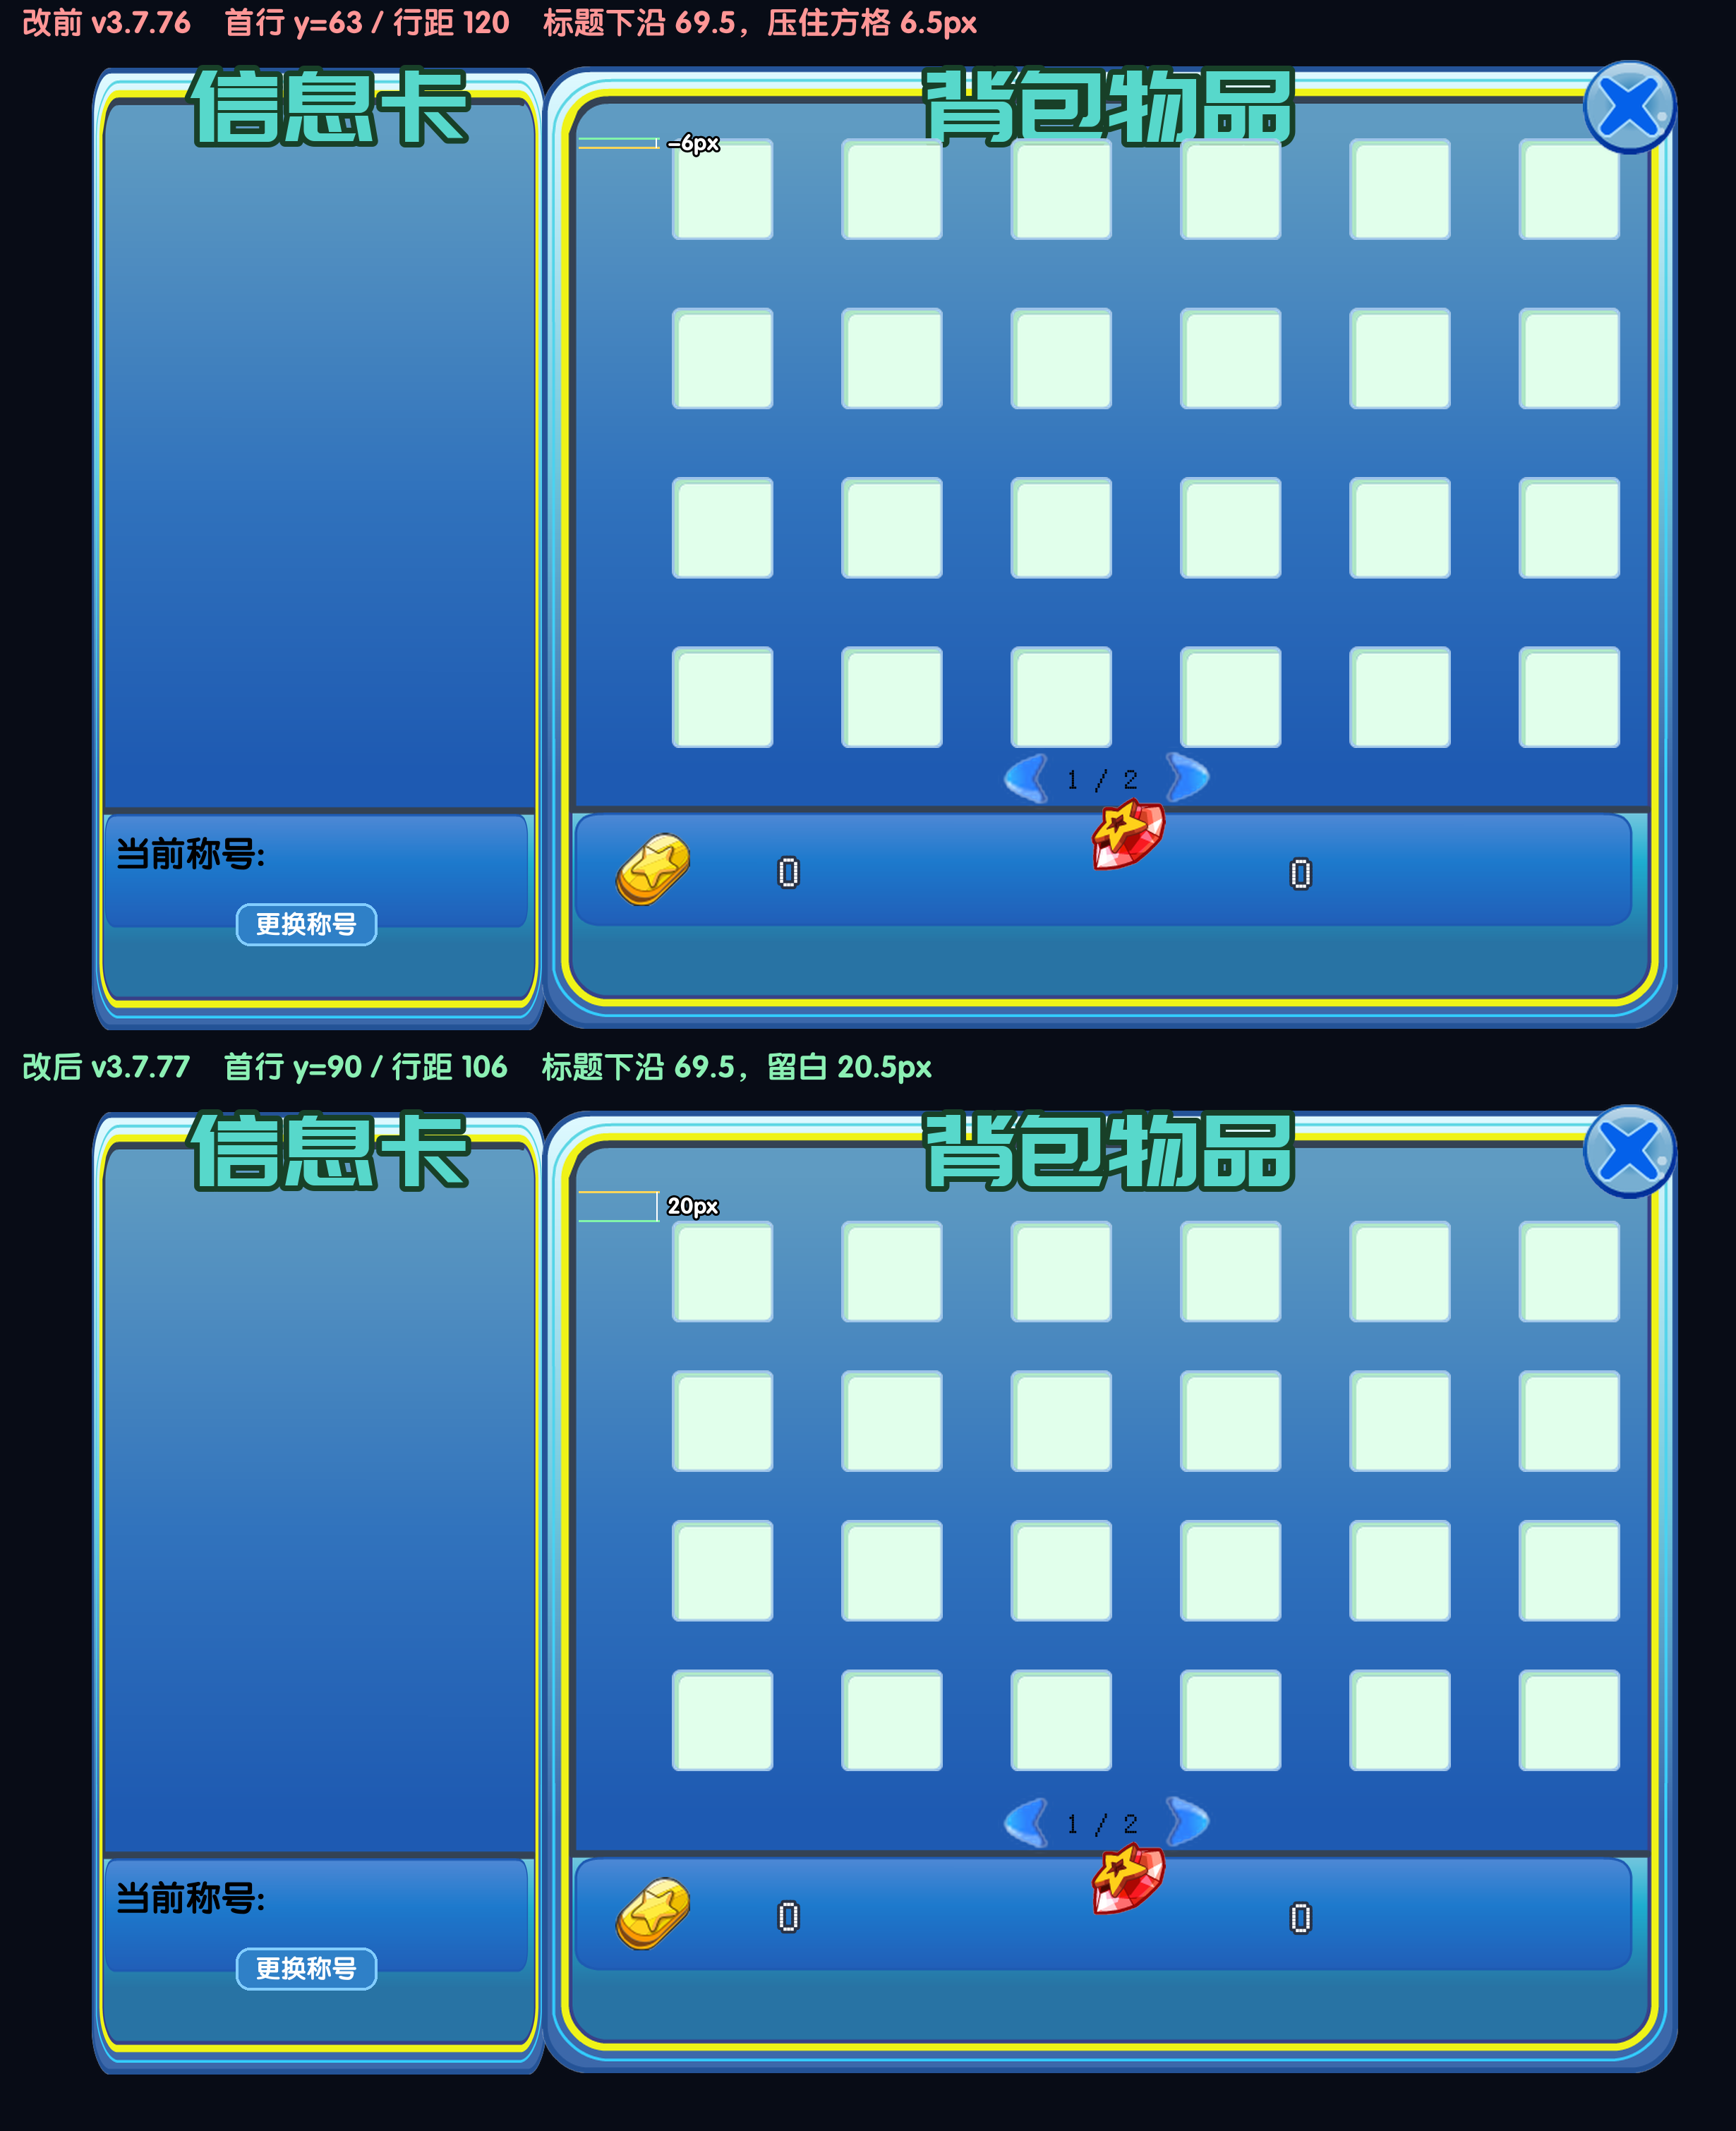 改前 v3.7.76 首行 y=63 / 行距 120 标题下沿 69.5，压住方格 6.5px
信息卡 背包物品
-6px
1 / 2
当前称号:
0 0
更换称号
改后 v3.7.77 首行 y=90 / 行距 106 标题下沿 69.5，留白 20.5px
信息卡 背包物品
20px
1 / 2
当前称号:
0 0
更换称号